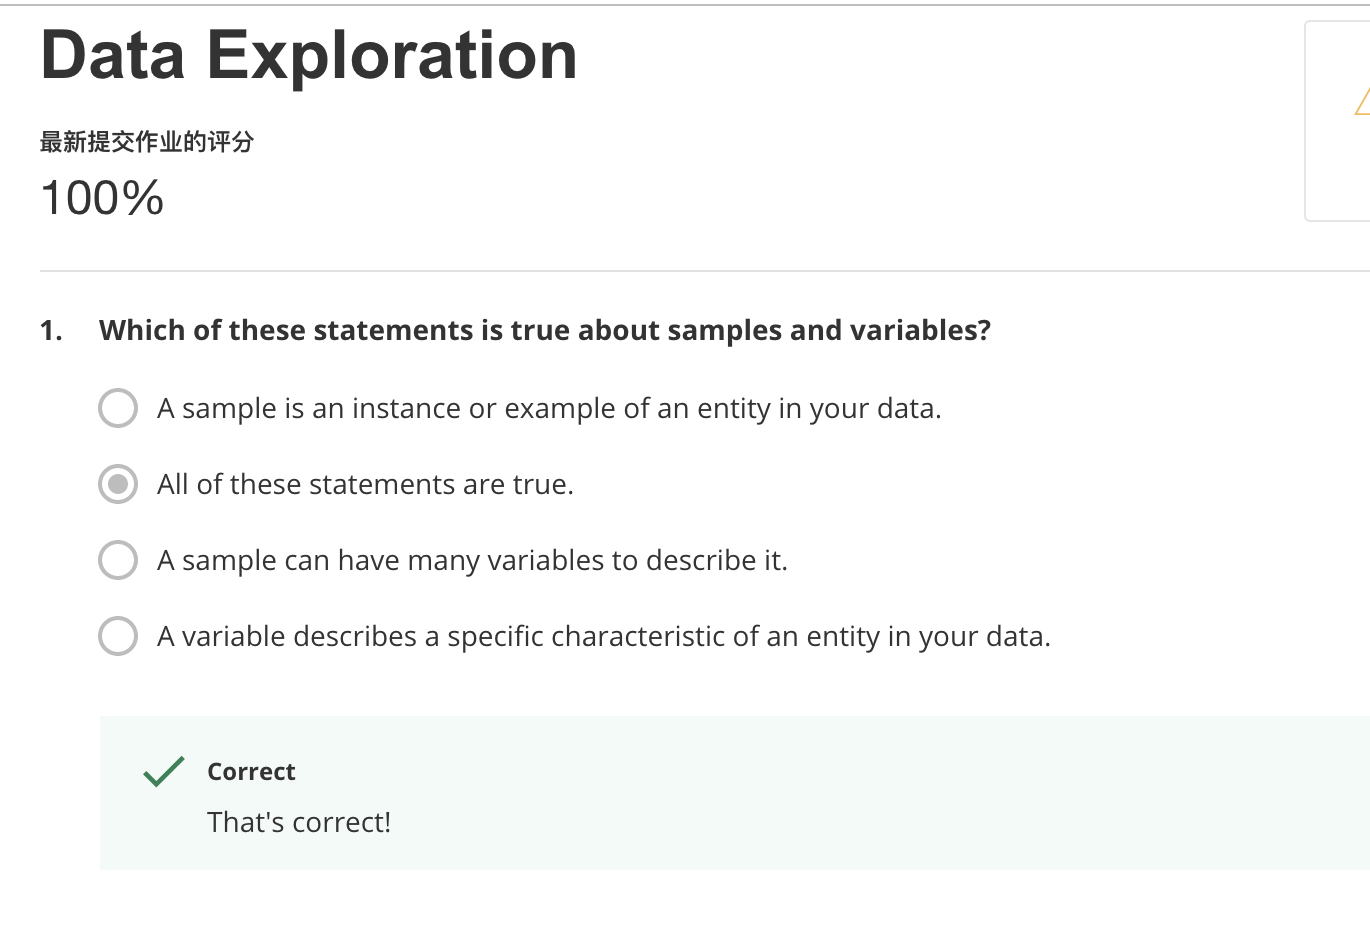 Data Exploration
最新提交作业的评分
100%
1. Which of these statements is true about samples and variables?
A sample is an instance or example of an entity in your data.
All of these statements are true.
A sample can have many variables to describe it.
A variable describes a specific characteristic of an entity in your data.
Correct
That's correct!